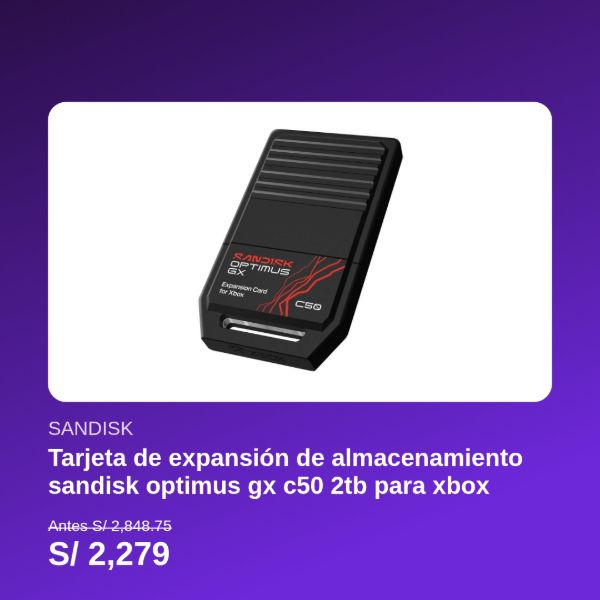 SANDISK
OPTIMUS
GX
Expansion Card
for Xbox
C50
SANDISK
Tarjeta de expansión de almacenamiento
sandisk optimus gx c50 2tb para xbox
Antes S/ 2,848.75
S/ 2,279